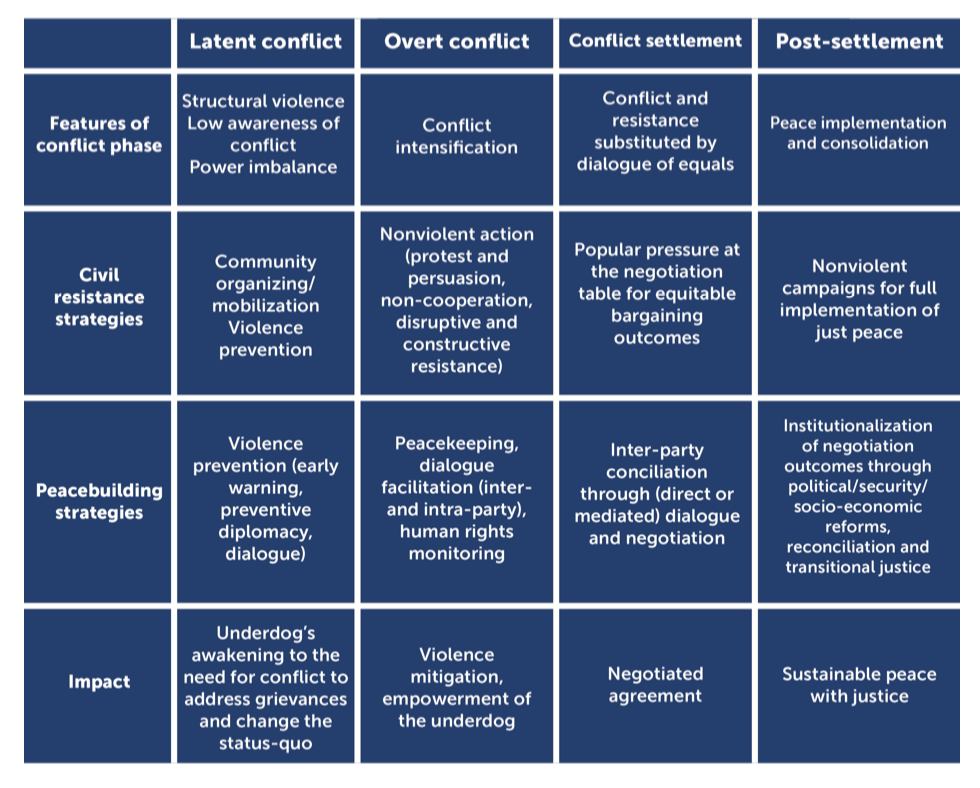 Latent conflict
Overt conflict
Conflict settlement
Post-settlement
Features of
conflict phase
Structural violence
Low awareness of
conflict
Power imbalance
Conflict
intensification
Conflict and
resistance
substituted by
dialogue of equals
Peace implementation
and consolidation
Civil
resistance
strategies
Community
organizing/
mobilization
Violence
prevention
Nonviolent action
(protest and
persuasion,
non-cooperation,
disruptive and
constructive
resistance)
Popular pressure at
the negotiation
table for equitable
bargaining
outcomes
Nonviolent
campaigns for full
implementation of
just peace
Peacebuilding
strategies
Violence
prevention (early
warning,
preventive
diplomacy,
dialogue)
Peacekeeping,
dialogue
facilitation (inter-
and intra-party),
human rights
monitoring
Inter-party
conciliation
through (direct or
mediated) dialogue
and negotiation
Institutionalization
of negotiation
outcomes through
political/security/
socio-economic
reforms,
reconciliation and
transitional justice
Impact
Underdog’s
awakening to the
need for conflict to
address grievances
and change the
status-quo
Violence
mitigation,
empowerment of
the underdog
Negotiated
agreement
Sustainable peace
with justice